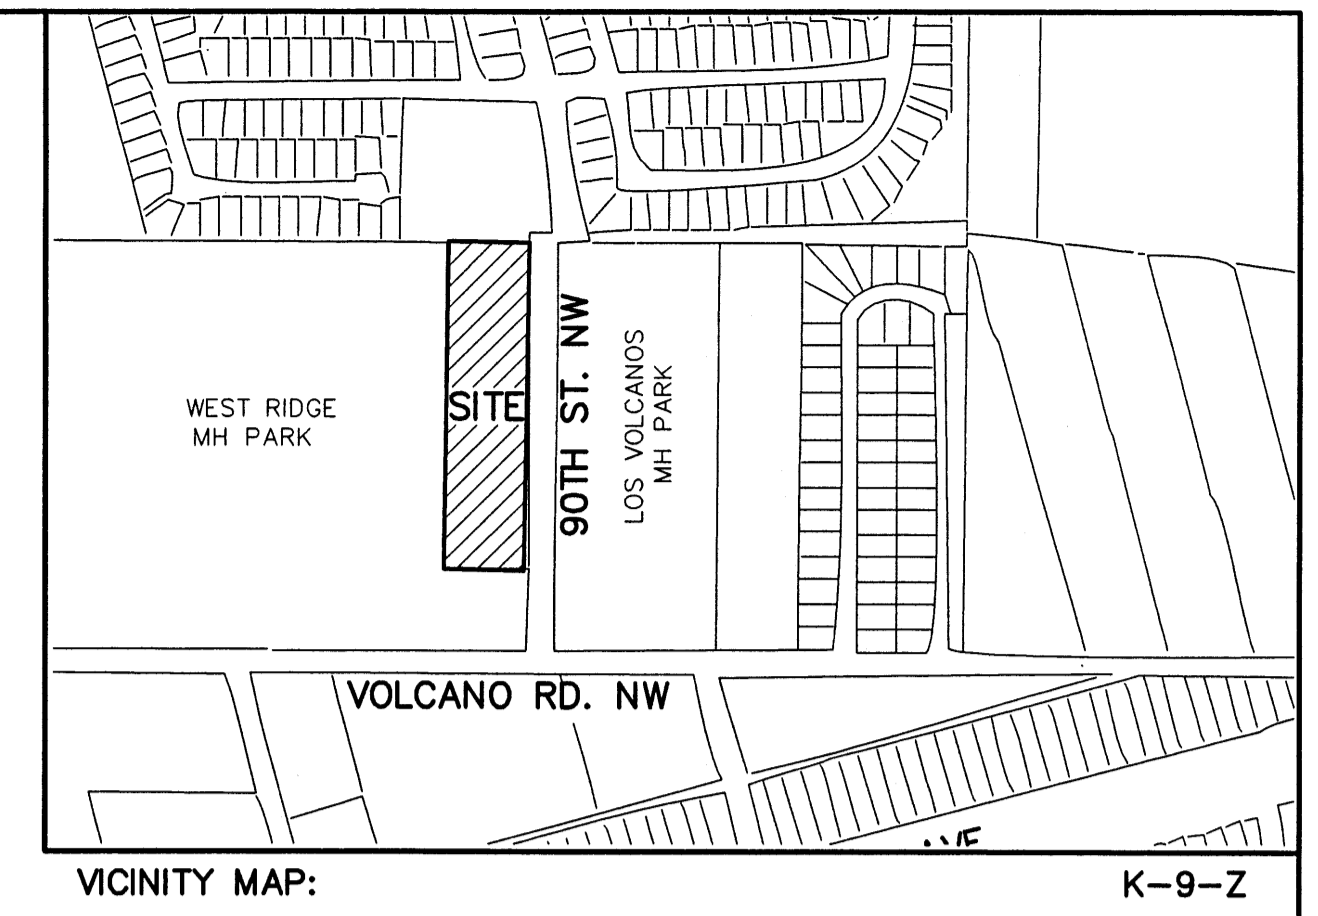 WEST RIDGE
MH PARK
SITE
90TH ST. NW
LOS VOLCANOS
MH PARK
VOLCANO RD. NW
VICINITY MAP:
K-9-Z